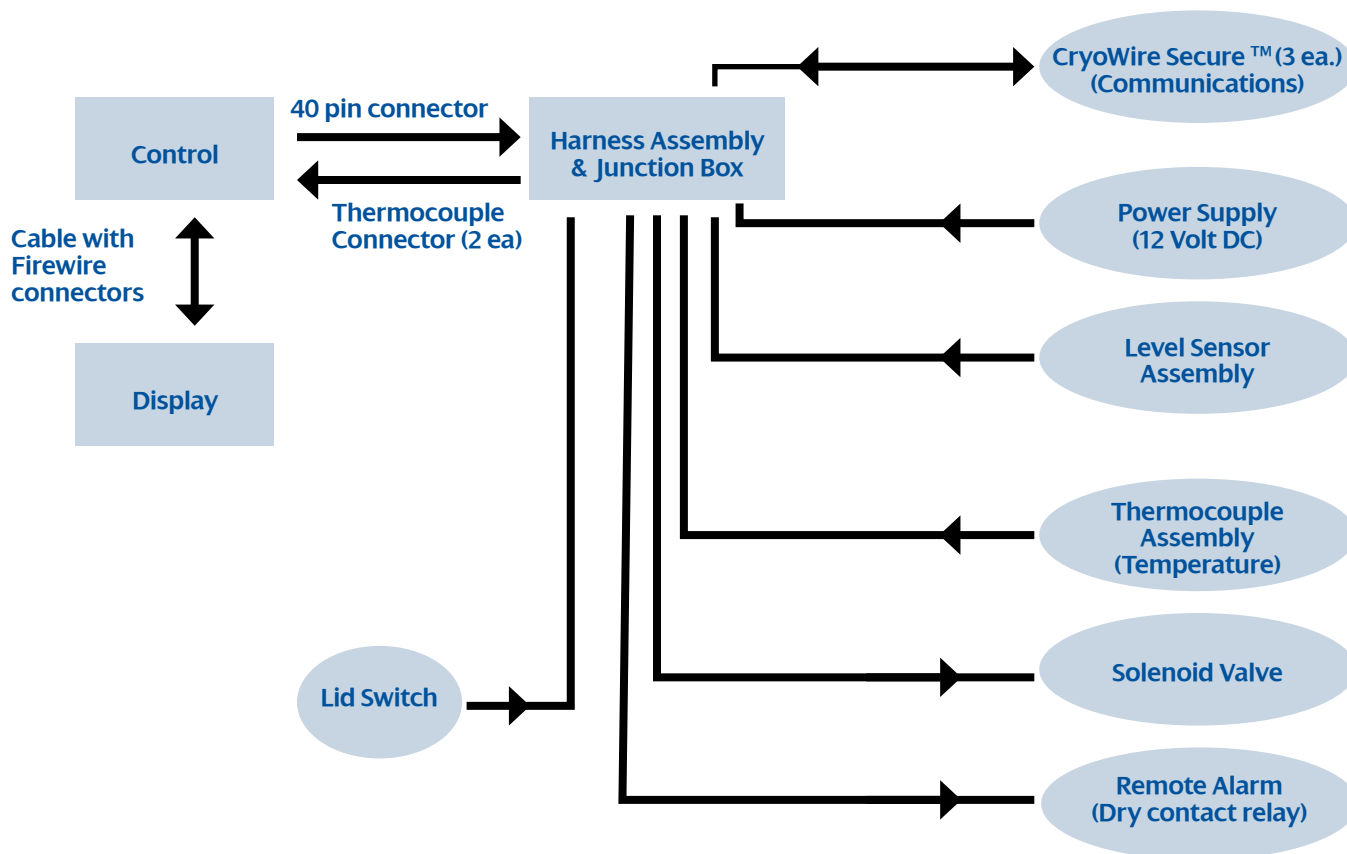 CryoWire Secure ™ (3 ea.)
(Communications)
40 pin connector
Control
Harness Assembly
& Junction Box
Thermocouple
Connector (2 ea)
Power Supply
(12 Volt DC)
Cable with
Firewire
connectors
Level Sensor
Assembly
Display
Thermocouple
Assembly
(Temperature)
Lid Switch
Solenoid Valve
Remote Alarm
(Dry contact relay)